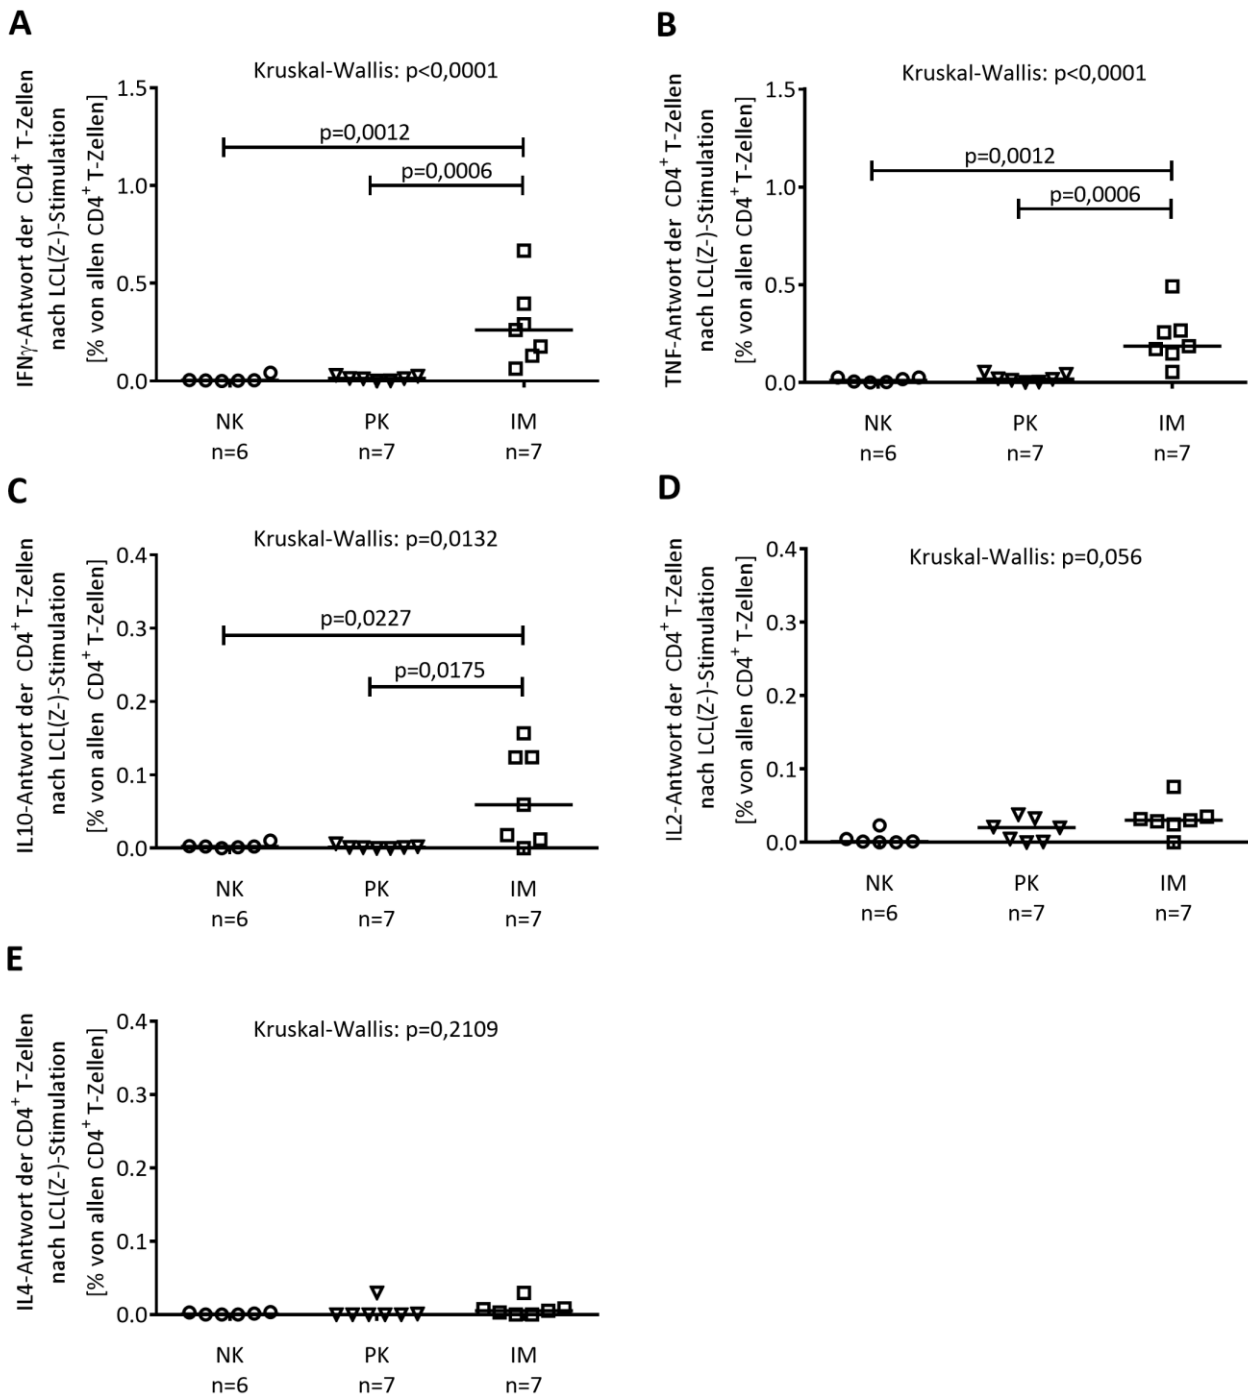 A
Kruskal-Wallis: p<0,0001
IFNγ-Antwort der CD4⁺ T-Zellen
nach LCL(Z-)-Stimulation
[% von allen CD4⁺ T-Zellen]
1.5
1.0
0.5
0.0
p=0,0012
p=0,0006
NK
n=6
PK
n=7
IM
n=7
B
Kruskal-Wallis: p<0,0001
TNF-Antwort der CD4⁺ T-Zellen
nach LCL(Z-)-Stimulation
[% von allen CD4⁺ T-Zellen]
1.5
1.0
0.5
0.0
p=0,0012
p=0,0006
NK
n=6
PK
n=7
IM
n=7
C
Kruskal-Wallis: p=0,0132
IL10-Antwort der CD4⁺ T-Zellen
nach LCL(Z-)-Stimulation
[% von allen CD4⁺ T-Zellen]
0.4
0.3
0.2
0.1
0.0
p=0,0227
p=0,0175
NK
n=6
PK
n=7
IM
n=7
D
Kruskal-Wallis: p=0,056
IL2-Antwort der CD4⁺ T-Zellen
nach LCL(Z-)-Stimulation
[% von allen CD4⁺ T-Zellen]
0.4
0.3
0.2
0.1
0.0
NK
n=6
PK
n=7
IM
n=7
E
Kruskal-Wallis: p=0,2109
IL4-Antwort der CD4⁺ T-Zellen
nach LCL(Z-)-Stimulation
[% von allen CD4⁺ T-Zellen]
0.4
0.3
0.2
0.1
0.0
NK
n=6
PK
n=7
IM
n=7